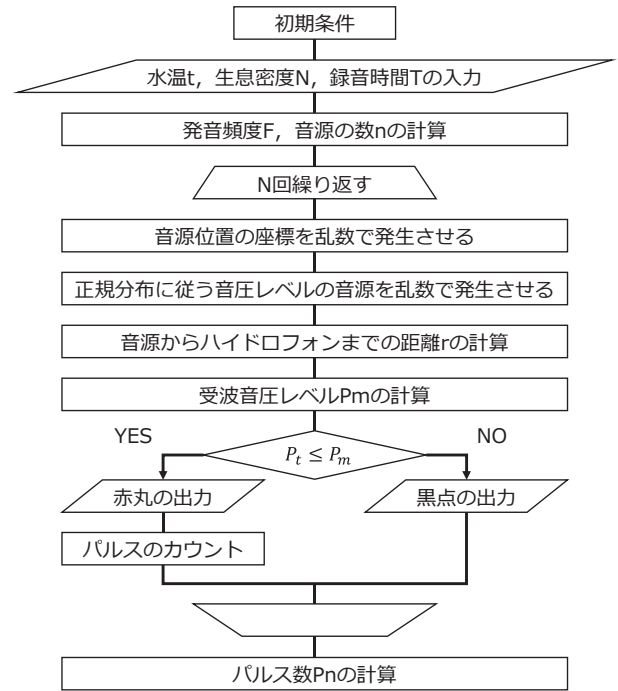 初期条件
水温t，生息密度N，録音時間Tの入力
発音頻度F，音源の数nの計算
N回繰り返す
音源位置の座標を乱数で発生させる
正規分布に従う音圧レベルの音源を乱数で発生させる
音源からハイドロフォンまでの距離rの計算
受波音圧レベルPmの計算
YES
NO
P_t ≤ P_m
赤丸の出力
黒点の出力
パルスのカウント
パルス数Pnの計算